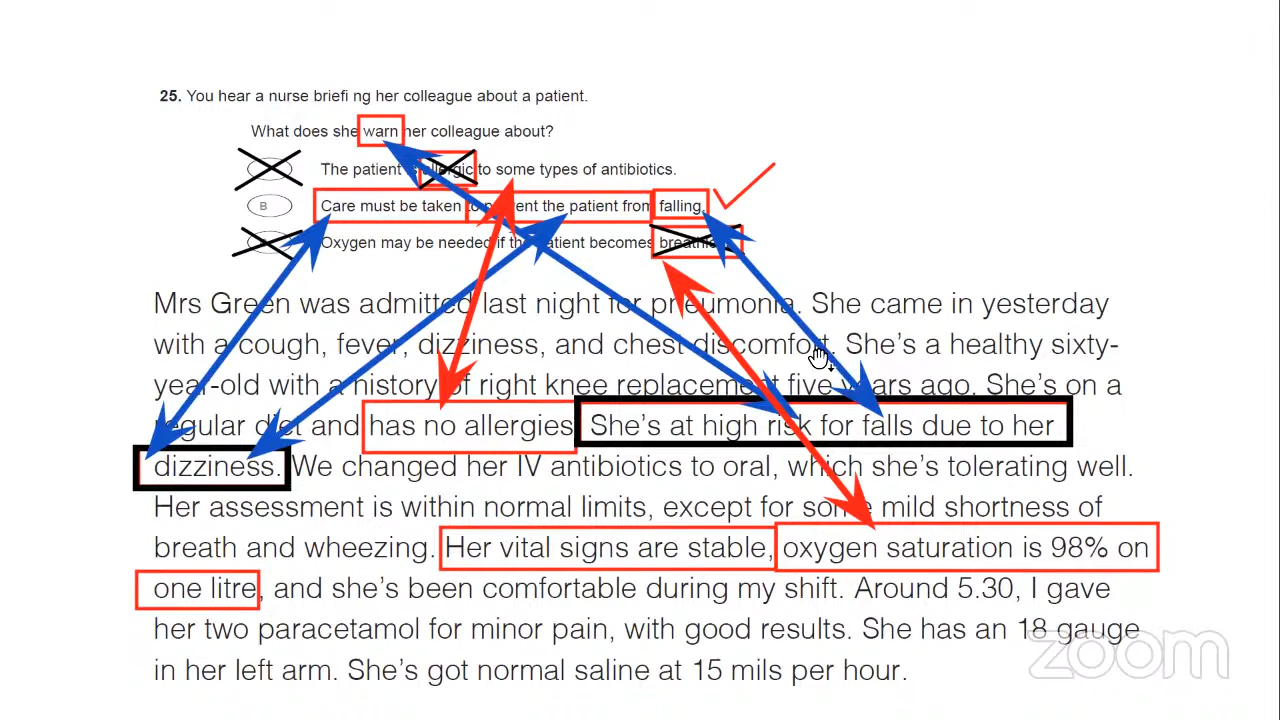 25. You hear a nurse briefi ng her colleague about a patient.
What does she warn her colleague about?
The patient is allergic to some types of antibiotics.
B Care must be taken to prevent the patient from falling.
Oxygen may be needed if the patient becomes
Mrs Green was admitted last night for pneumonia. She came in yesterday
with a cough, fever, dizziness, and chest discomfort. She's a healthy sixty-
year-old with a history of right knee replacement five years ago. She's on a
regular diet and has no allergies. She's at high risk for falls due to her
dizziness. We changed her IV antibiotics to oral, which she's tolerating well.
Her assessment is within normal limits, except for some mild shortness of
breath and wheezing. Her vital signs are stable, oxygen saturation is 98% on
one litre, and she's been comfortable during my shift. Around 5.30, I gave
her two paracetamol for minor pain, with good results. She has an 18 gauge
in her left arm. She's got normal saline at 15 mils per hour.
zoom